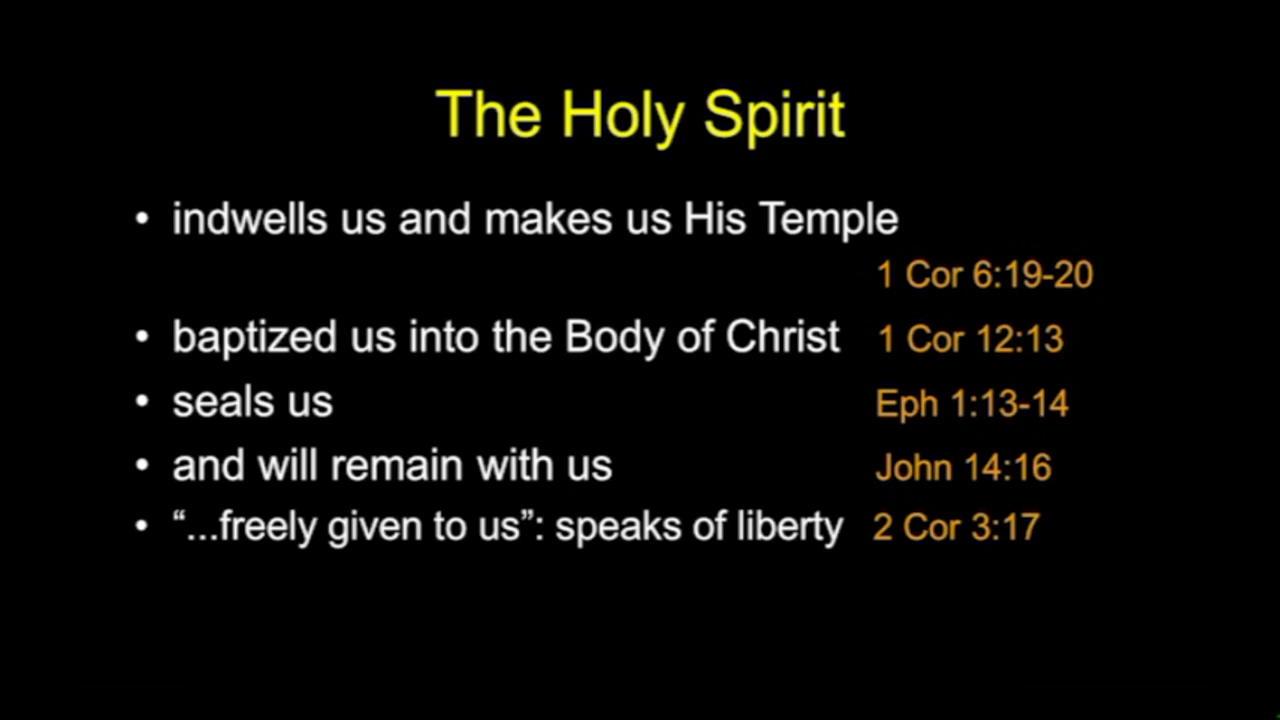 The Holy Spirit
• indwells us and makes us His Temple
1 Cor 6:19-20
• baptized us into the Body of Christ 1 Cor 12:13
• seals us Eph 1:13-14
• and will remain with us John 14:16
• “...freely given to us”: speaks of liberty 2 Cor 3:17